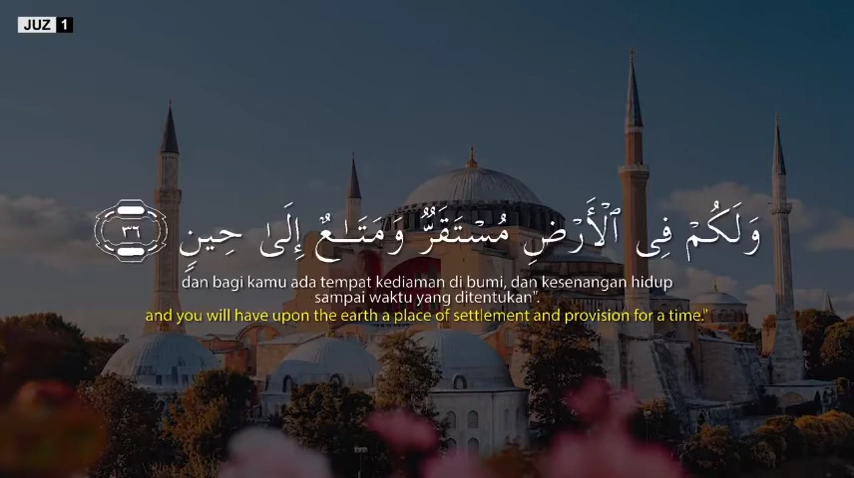 JUZ 1
وَلَكُمْ فِى ٱلْأَرْضِ مُسْتَقَرٌّ وَمَتَـٰعٌ إِلَىٰ حِينٍ ٣٦
dan bagi kamu ada tempat kediaman di bumi, dan kesenangan hidup
sampai waktu yang ditentukan".
and you will have upon the earth a place of settlement and provision for a time."